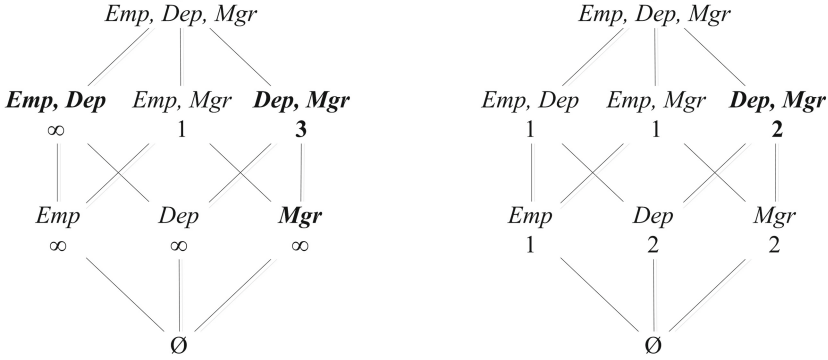 Emp, Dep, Mgr Emp, Dep, Mgr
Emp, Dep Emp, Mgr Dep, Mgr Emp, Dep Emp, Mgr Dep, Mgr
∞ 1 3 1 1 2
Emp Dep Mgr Emp Dep Mgr
∞ ∞ ∞ 1 2 2
Ø Ø